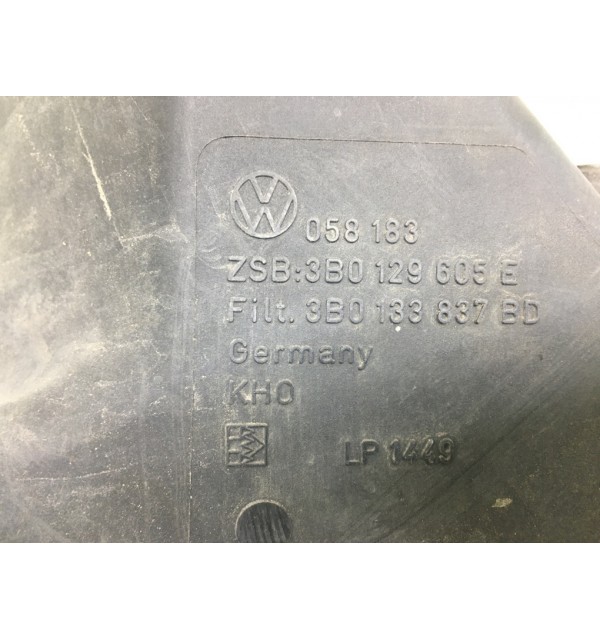 058 183
ZSB:3B0 129 605 E
Filt. 3B0 133 837 BD
Germany
KHO
LP 1449